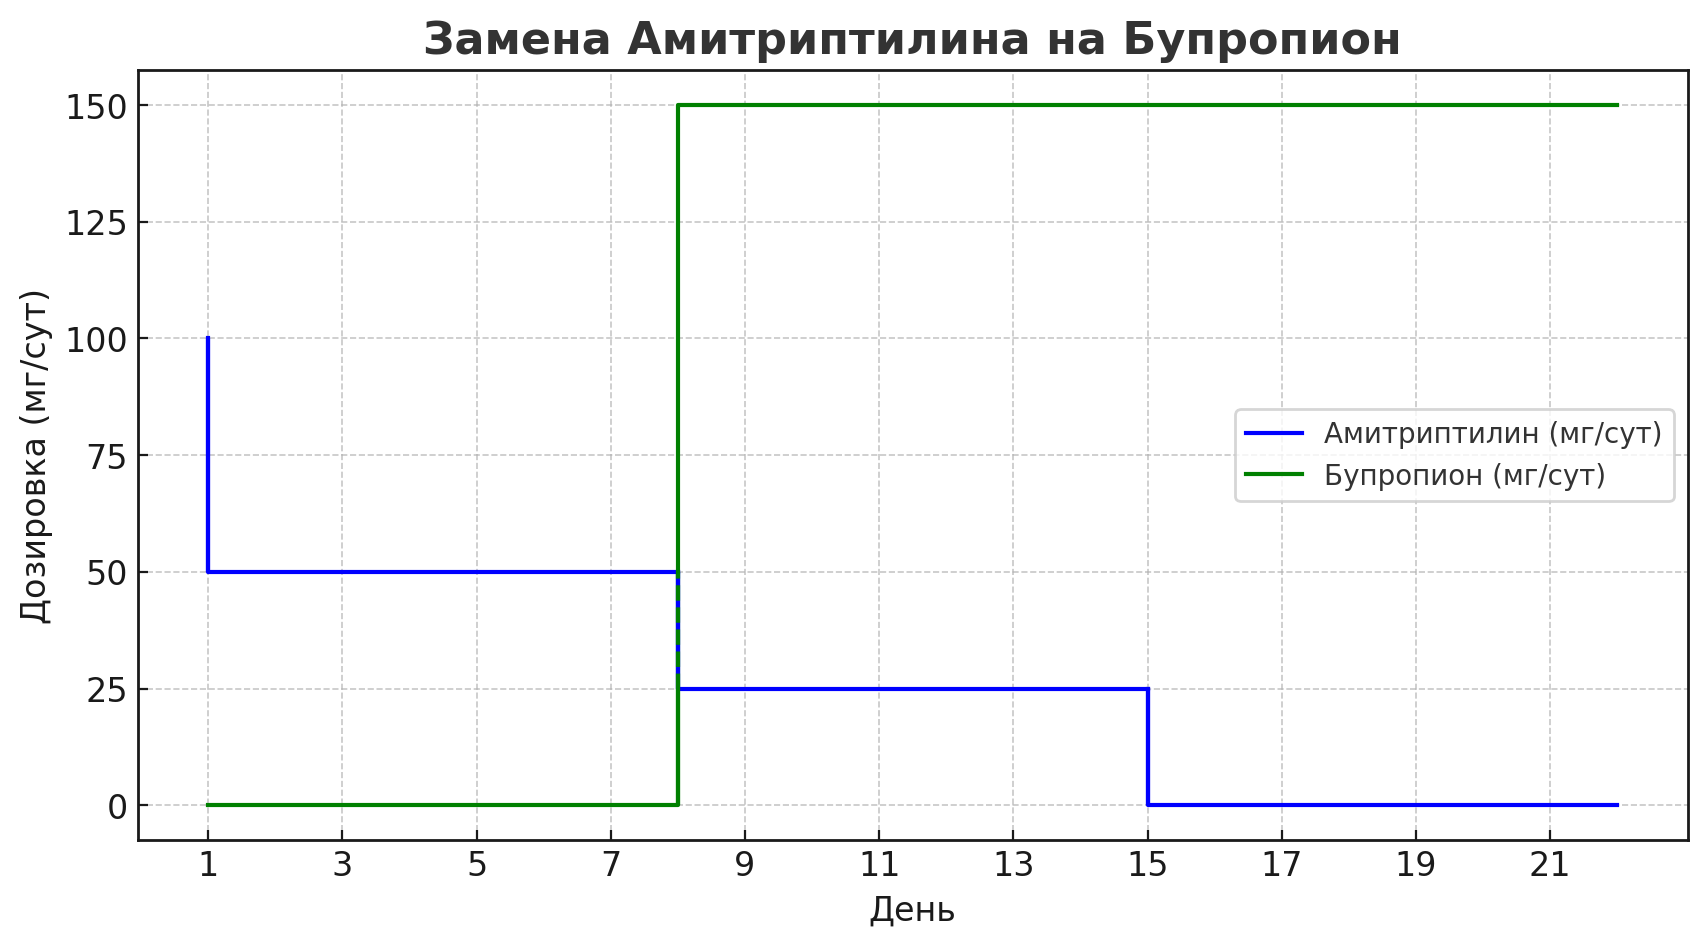 Замена Амитриптилина на Бупропион
Дозировка (мг/сут)
150
125
100
75
50
25
0
Амитриптилин (мг/сут)
Бупропион (мг/сут)
1 3 5 7 9 11 13 15 17 19 21
День